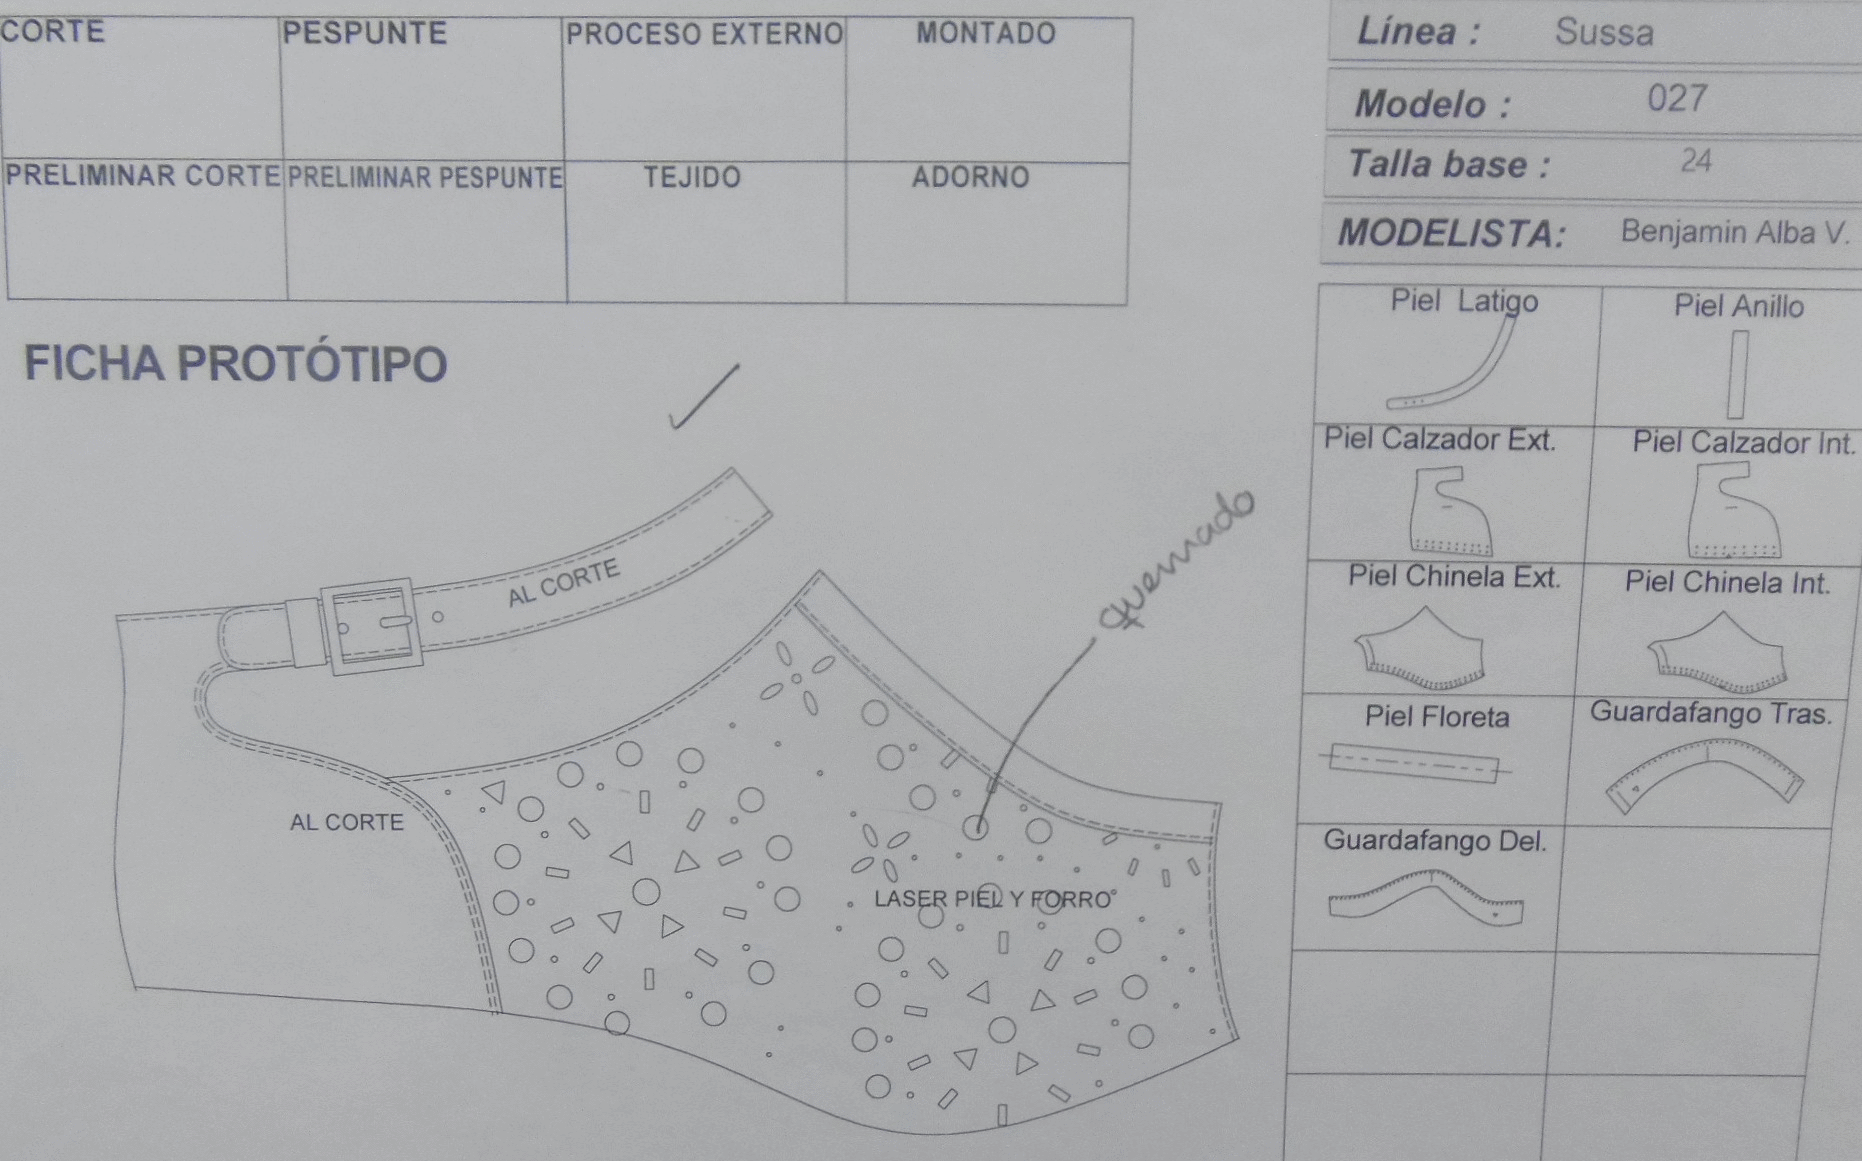 CORTE PESPUNTE PROCESO EXTERNO MONTADO
PRELIMINAR CORTE PRELIMINAR PESPUNTE TEJIDO ADORNO
Línea : Sussa
Modelo : 027
Talla base : 24
MODELISTA: Benjamin Alba V.
FICHA PROTÓTIPO
AL CORTE
Quemado
AL CORTE
LASER PIEL Y FORRO
Piel Latigo Piel Anillo
Piel Calzador Ext. Piel Calzador Int.
Piel Chinela Ext. Piel Chinela Int.
Piel Floreta Guardafango Tras.
Guardafango Del.